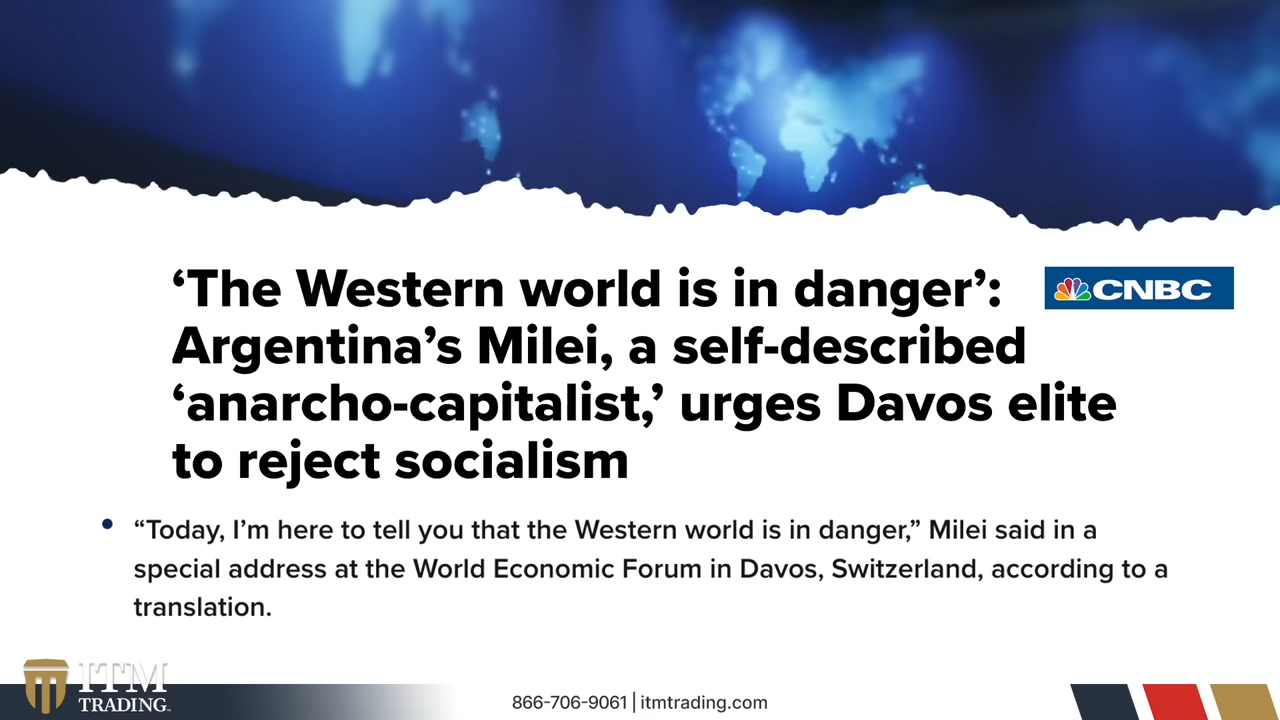 ‘The Western world is in danger’:
CNBC
Argentina’s Milei, a self-described
‘anarcho-capitalist,’ urges Davos elite
to reject socialism
• “Today, I’m here to tell you that the Western world is in danger,” Milei said in a
special address at the World Economic Forum in Davos, Switzerland, according to a
translation.
ITM
TRADING™
866-706-9061 | itmtrading.com